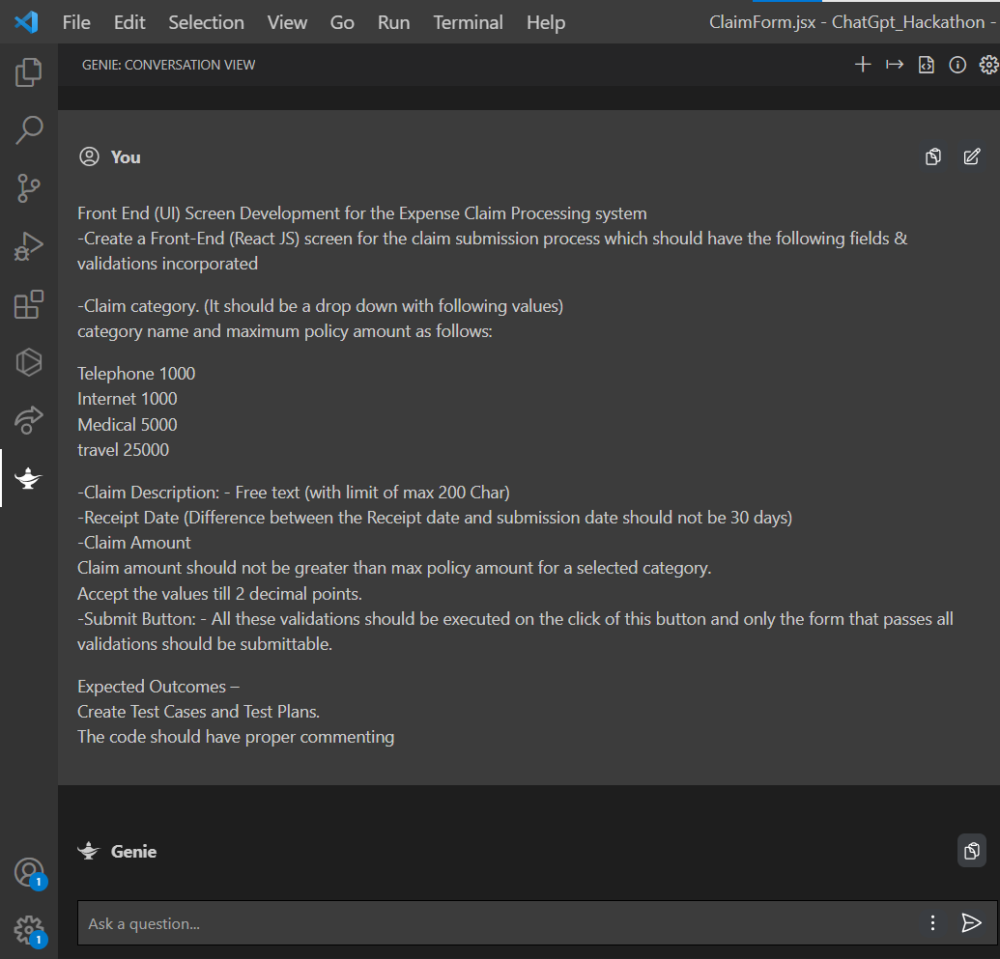 File Edit Selection View Go Run Terminal Help ClaimForm.jsx - ChatGpt_Hackathon -
GENIE: CONVERSATION VIEW
You
Front End (UI) Screen Development for the Expense Claim Processing system
-Create a Front-End (React JS) screen for the claim submission process which should have the following fields &
validations incorporated
-Claim category. (It should be a drop down with following values)
category name and maximum policy amount as follows:
Telephone 1000
Internet 1000
Medical 5000
travel 25000
-Claim Description: - Free text (with limit of max 200 Char)
-Receipt Date (Difference between the Receipt date and submission date should not be 30 days)
-Claim Amount
Claim amount should not be greater than max policy amount for a selected category.
Accept the values till 2 decimal points.
-Submit Button: - All these validations should be executed on the click of this button and only the form that passes all
validations should be submittable.
Expected Outcomes –
Create Test Cases and Test Plans.
The code should have proper commenting
Genie
1
Ask a question...
1